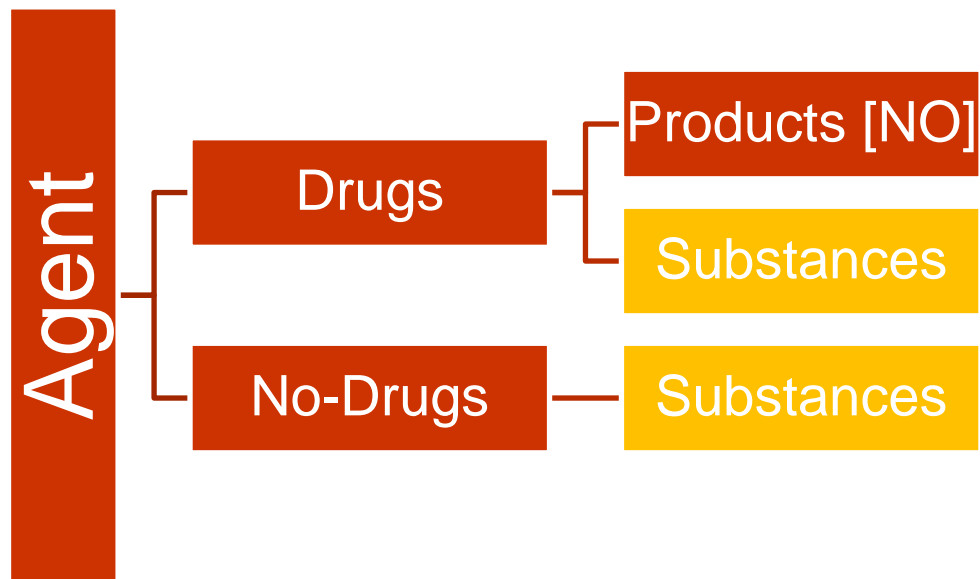 Agent
Drugs
Products [NO]
Substances
No-Drugs
Substances